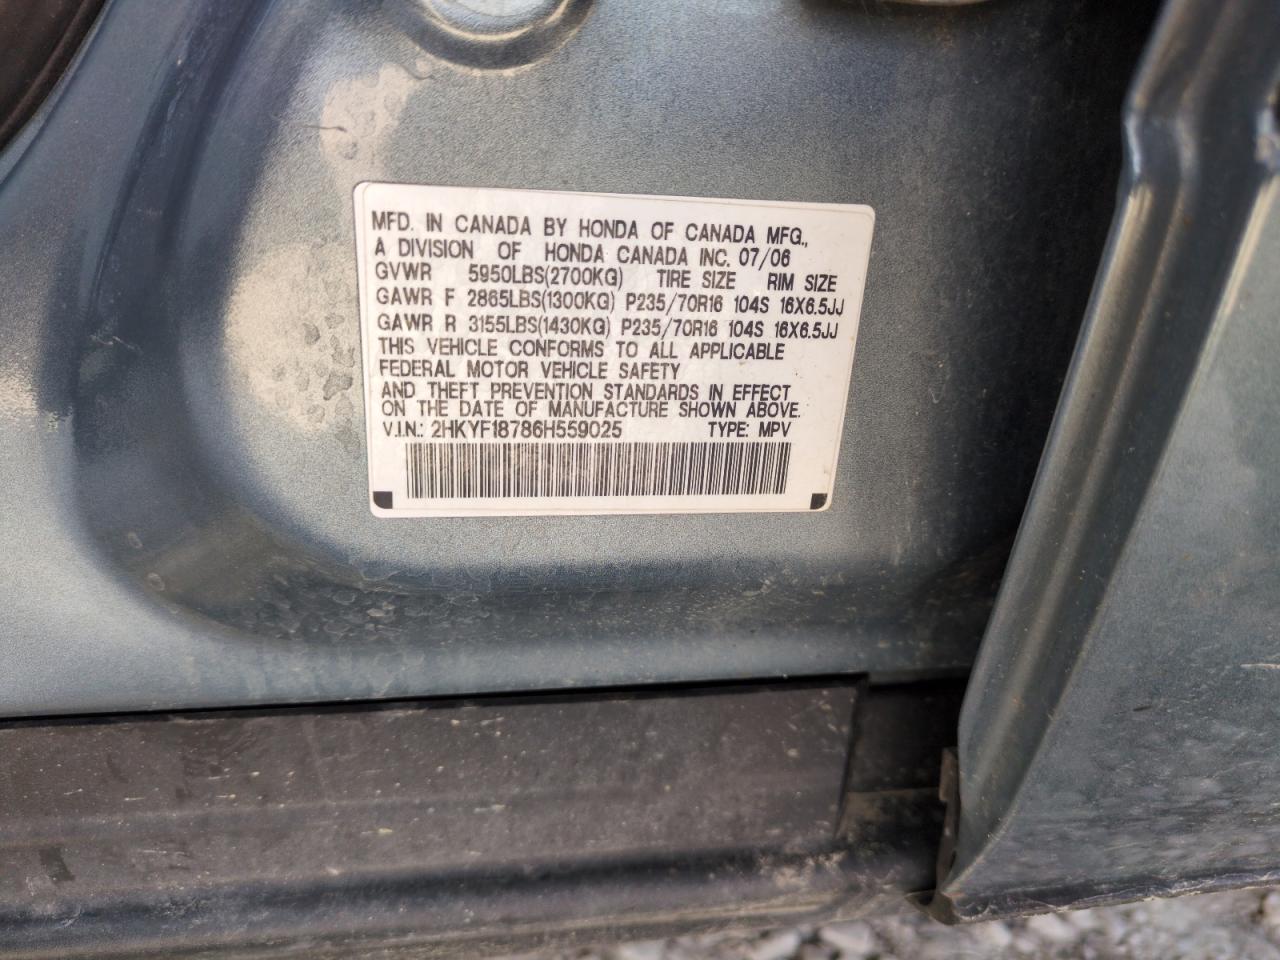 MFD. IN CANADA BY HONDA OF CANADA MFG.,
A DIVISION OF HONDA CANADA INC. 07/06
GVWR 5950LBS(2700KG) TIRE SIZE RIM SIZE
GAWR F 2865LBS(1300KG) P235/70R16 104S 16X6.5JJ
GAWR R 3155LBS(1430KG) P235/70R16 104S 16X6.5JJ
THIS VEHICLE CONFORMS TO ALL APPLICABLE
FEDERAL MOTOR VEHICLE SAFETY
AND THEFT PREVENTION STANDARDS IN EFFECT
ON THE DATE OF MANUFACTURE SHOWN ABOVE.
V.I.N.: 2HKYF18786H559025 TYPE: MPV